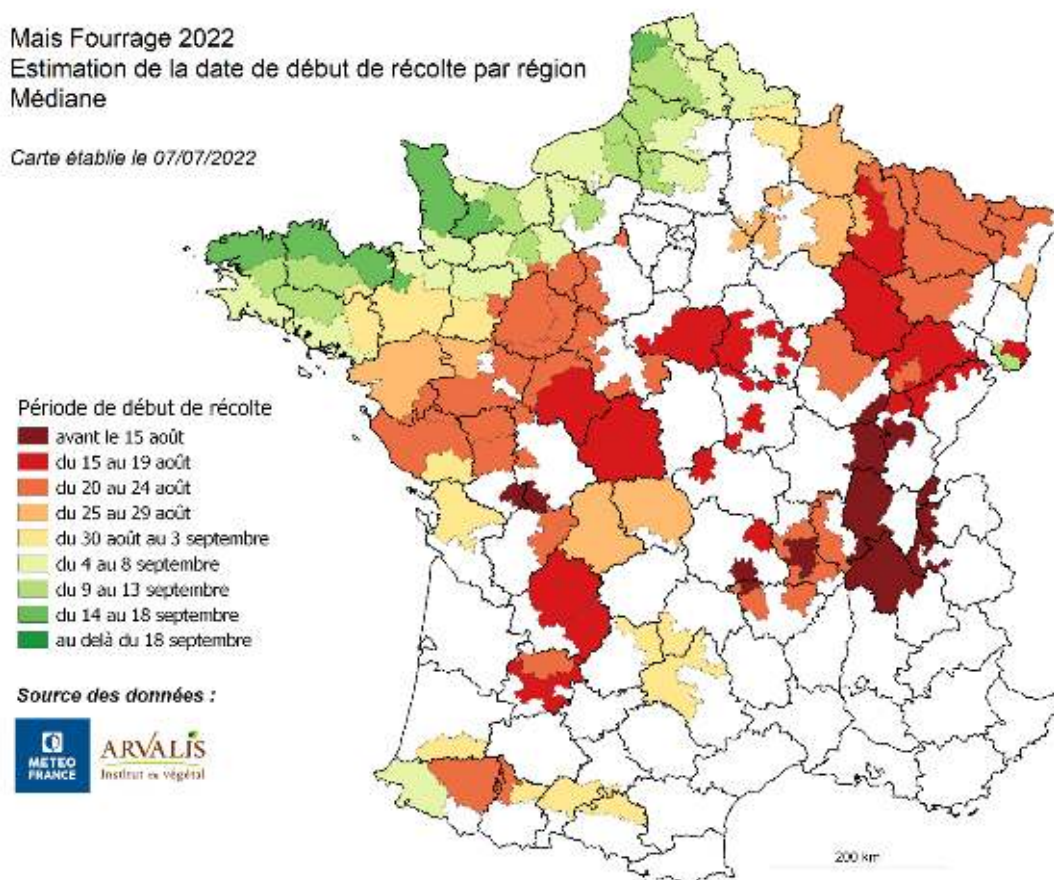 Mais Fourrage 2022
Estimation de la date de début de récolte par région
Médiane
Carte établie le 07/07/2022
Période de début de récolte
avant le 15 août
du 15 au 19 août
du 20 au 24 août
du 25 au 29 août
du 30 août au 3 septembre
du 4 au 8 septembre
du 9 au 13 septembre
du 14 au 18 septembre
au delà du 18 septembre
Source des données :
METEO
FRANCE
ARVALIS
Institut du végétal
200 km